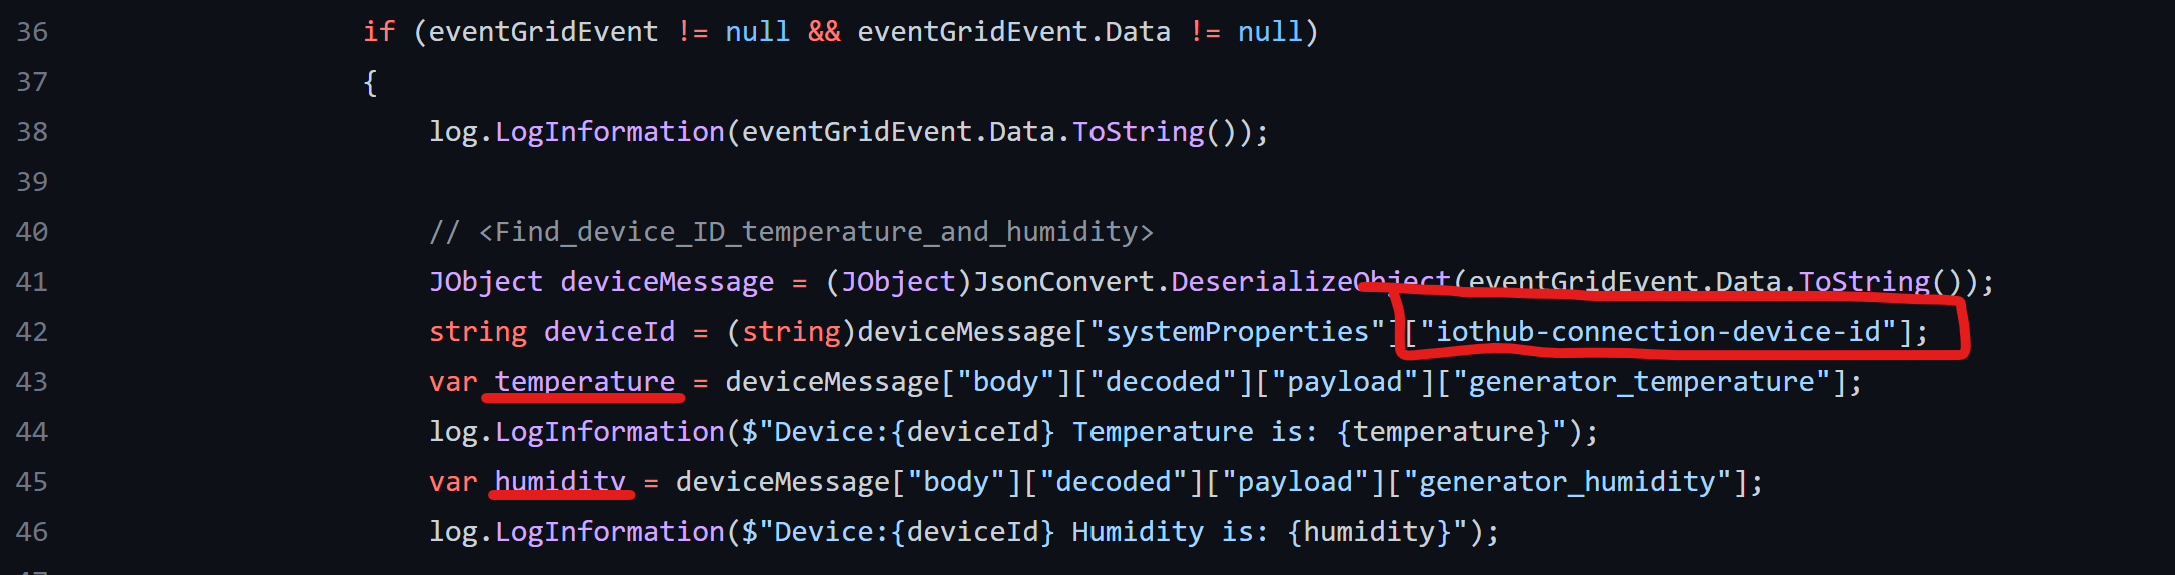 36 if (eventGridEvent != null && eventGridEvent.Data != null)
37 {
38 log.LogInformation(eventGridEvent.Data.ToString());
39
40 // <Find_device_ID_temperature_and_humidity>
41 JObject deviceMessage = (JObject)JsonConvert.DeserializeObject(eventGridEvent.Data.ToString());
42 string deviceId = (string)deviceMessage["systemProperties"]["iothub-connection-device-id"];
43 var temperature = deviceMessage["body"]["decoded"]["payload"]["generator_temperature"];
44 log.LogInformation($"Device:{deviceId} Temperature is: {temperature}");
45 var humidity = deviceMessage["body"]["decoded"]["payload"]["generator_humidity"];
46 log.LogInformation($"Device:{deviceId} Humidity is: {humidity}");